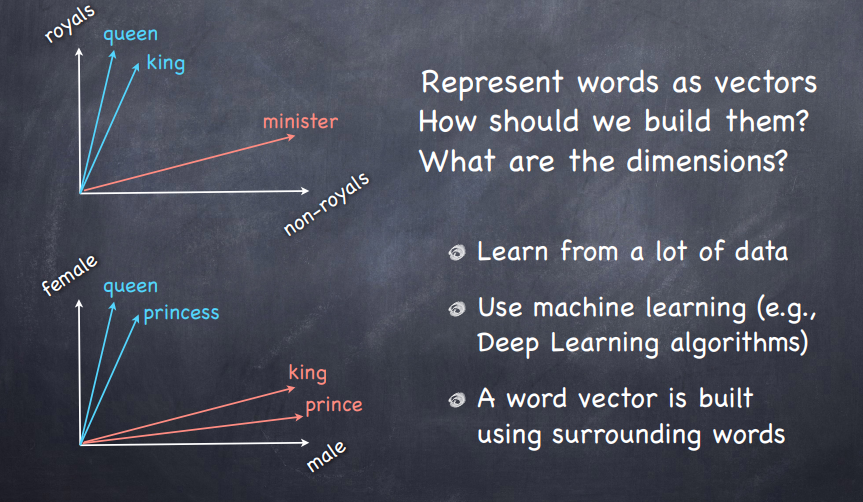 royals
queen
king
minister
non-royals
female
queen
princess
king
prince
male
Represent words as vectors
How should we build them?
What are the dimensions?
Learn from a lot of data
Use machine learning (e.g.,
Deep Learning algorithms)
A word vector is built
using surrounding words